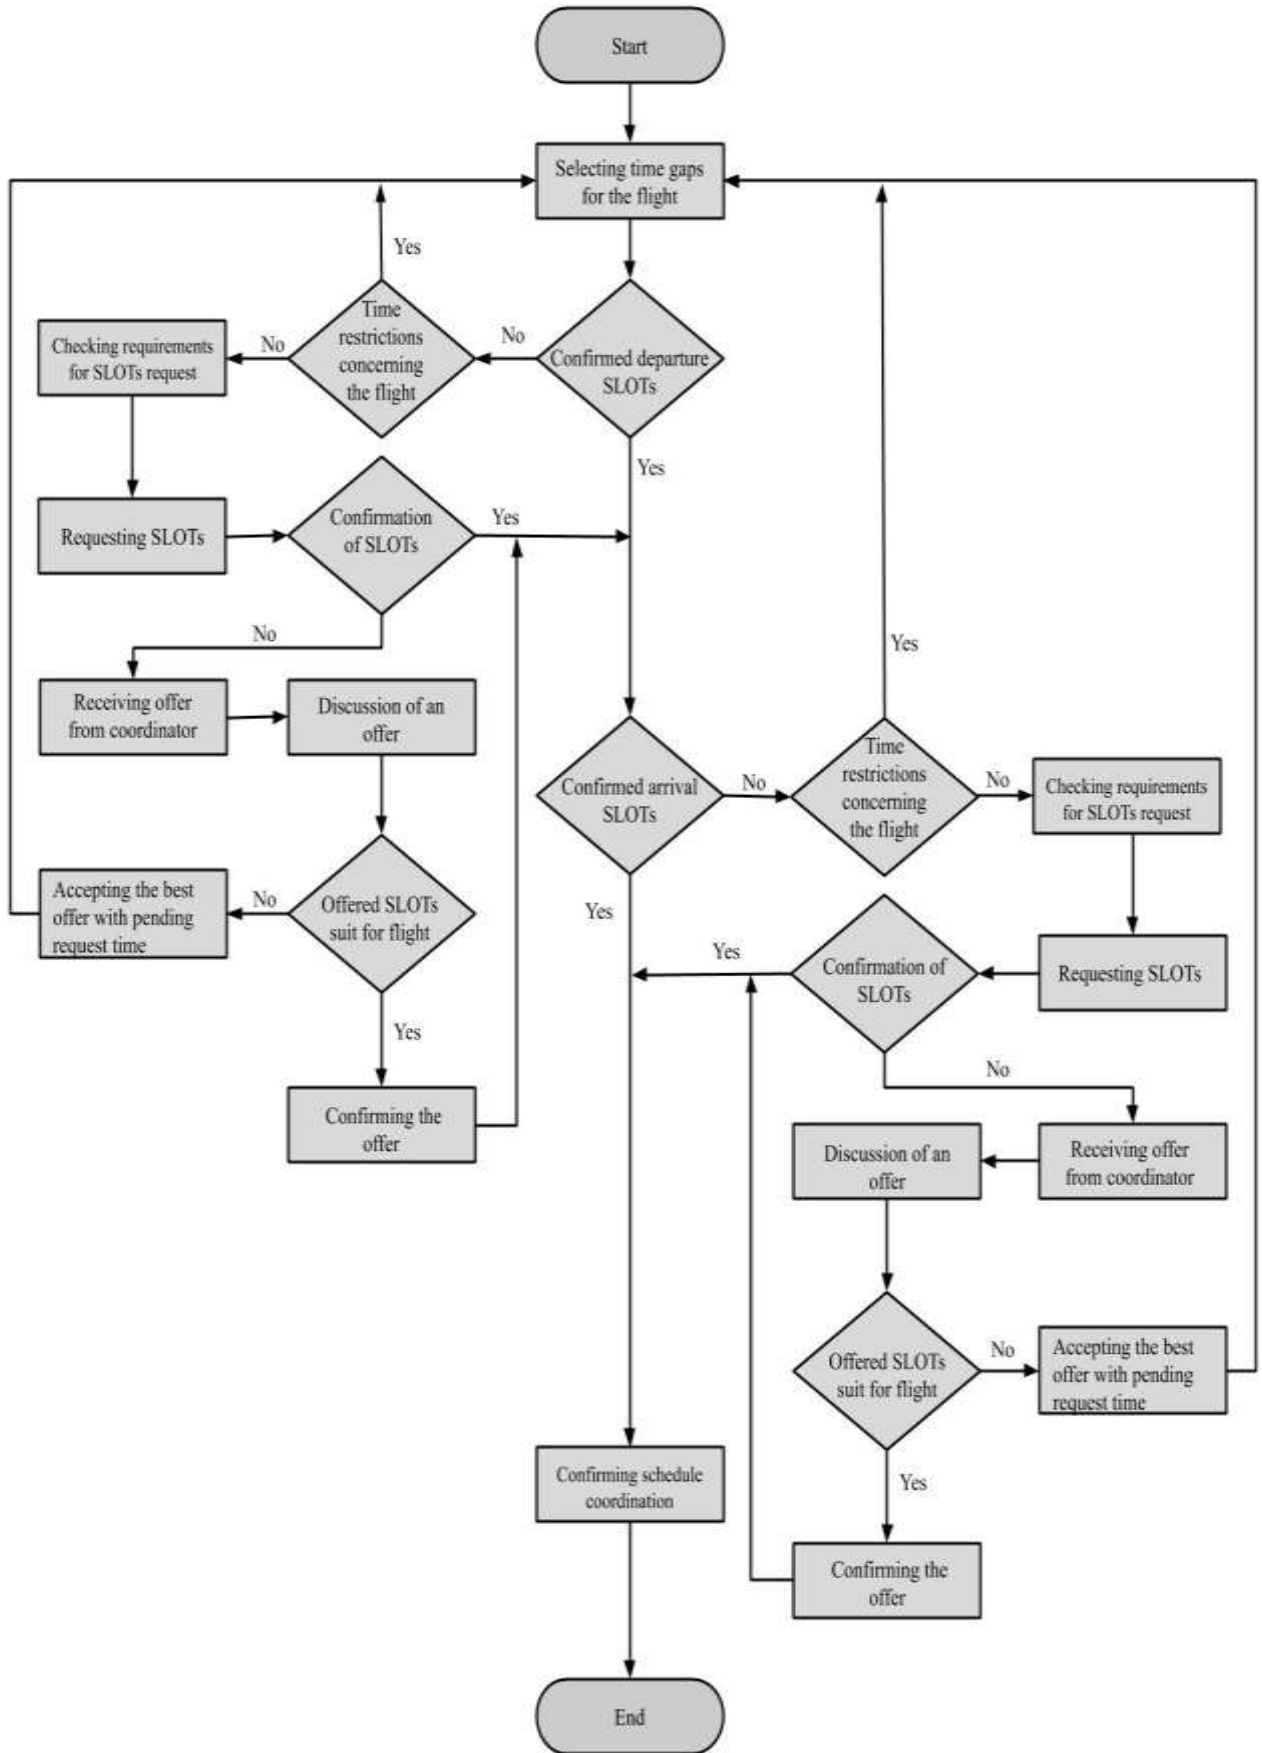 Start
Selecting time gaps
for the flight
Yes
Time
restrictions
concerning
the flight
No
Confirmed departure
SLOTs
No
Checking requirements
for SLOTs request
Yes
Requesting SLOTs
Confirmation
of SLOTs
Yes
No
Receiving offer
from coordinator
Discussion of an
offer
Offered SLOTs
suit for flight
No
Accepting the best
offer with pending
request time
Yes
Confirming the
offer
Confirmed arrival
SLOTs
No
Time
restrictions
concerning
the flight
Yes
No
Checking requirements
for SLOTs request
Yes
Requesting SLOTs
Confirmation of
SLOTs
Yes
No
Receiving offer
from coordinator
Discussion of an
offer
Offered SLOTs
suit for flight
No
Accepting the best
offer with pending
request time
Yes
Confirming the
offer
Confirming schedule
coordination
End